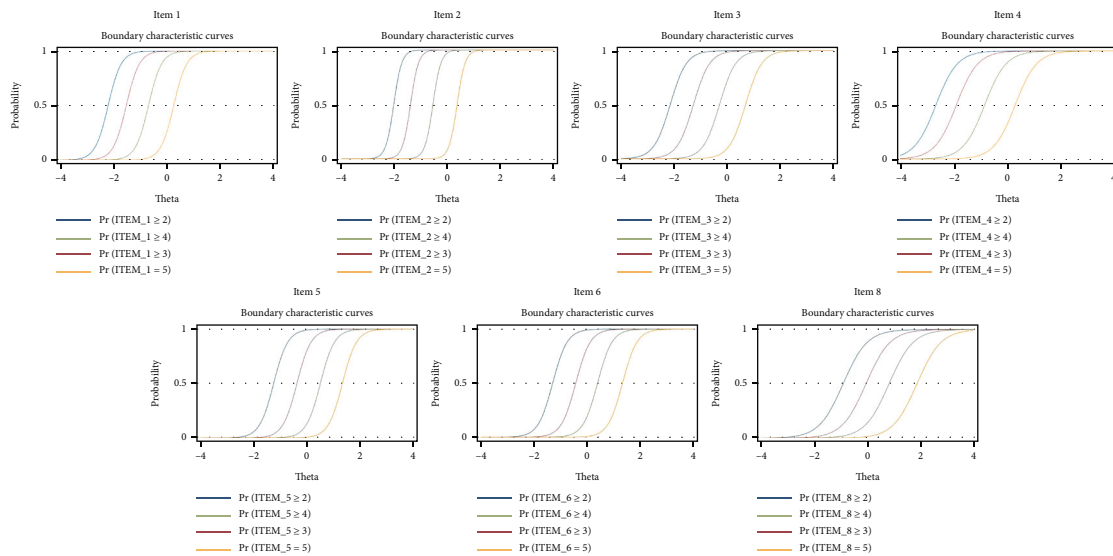 Item 1
Boundary characteristic curves
Probability
1
0.5
0
−4
−2
0
2
4
Theta
Pr (ITEM_1 ≥ 2)
Pr (ITEM_1 ≥ 4)
Pr (ITEM_1 ≥ 3)
Pr (ITEM_1 = 5)
Item 2
Boundary characteristic curves
Probability
1
0.5
0
−4
−2
0
2
4
Theta
Pr (ITEM_2 ≥ 2)
Pr (ITEM_2 ≥ 4)
Pr (ITEM_2 ≥ 3)
Pr (ITEM_2 = 5)
Item 3
Boundary characteristic curves
Probability
1
0.5
0
−4
−2
0
2
4
Theta
Pr (ITEM_3 ≥ 2)
Pr (ITEM_3 ≥ 4)
Pr (ITEM_3 ≥ 3)
Pr (ITEM_3 = 5)
Item 4
Boundary characteristic curves
Probability
1
0.5
0
−4
−2
0
2
4
Theta
Pr (ITEM_4 ≥ 2)
Pr (ITEM_4 ≥ 4)
Pr (ITEM_4 ≥ 3)
Pr (ITEM_4 = 5)
Item 5
Boundary characteristic curves
Probability
1
0.5
0
−4
−2
0
2
4
Theta
Pr (ITEM_5 ≥ 2)
Pr (ITEM_5 ≥ 4)
Pr (ITEM_5 ≥ 3)
Pr (ITEM_5 = 5)
Item 6
Boundary characteristic curves
Probability
1
0.5
0
−4
−2
0
2
4
Theta
Pr (ITEM_6 ≥ 2)
Pr (ITEM_6 ≥ 4)
Pr (ITEM_6 ≥ 3)
Pr (ITEM_6 = 5)
Item 8
Boundary characteristic curves
Probability
1
0.5
0
−4
−2
0
2
4
Theta
Pr (ITEM_8 ≥ 2)
Pr (ITEM_8 ≥ 4)
Pr (ITEM_8 ≥ 3)
Pr (ITEM_8 = 5)